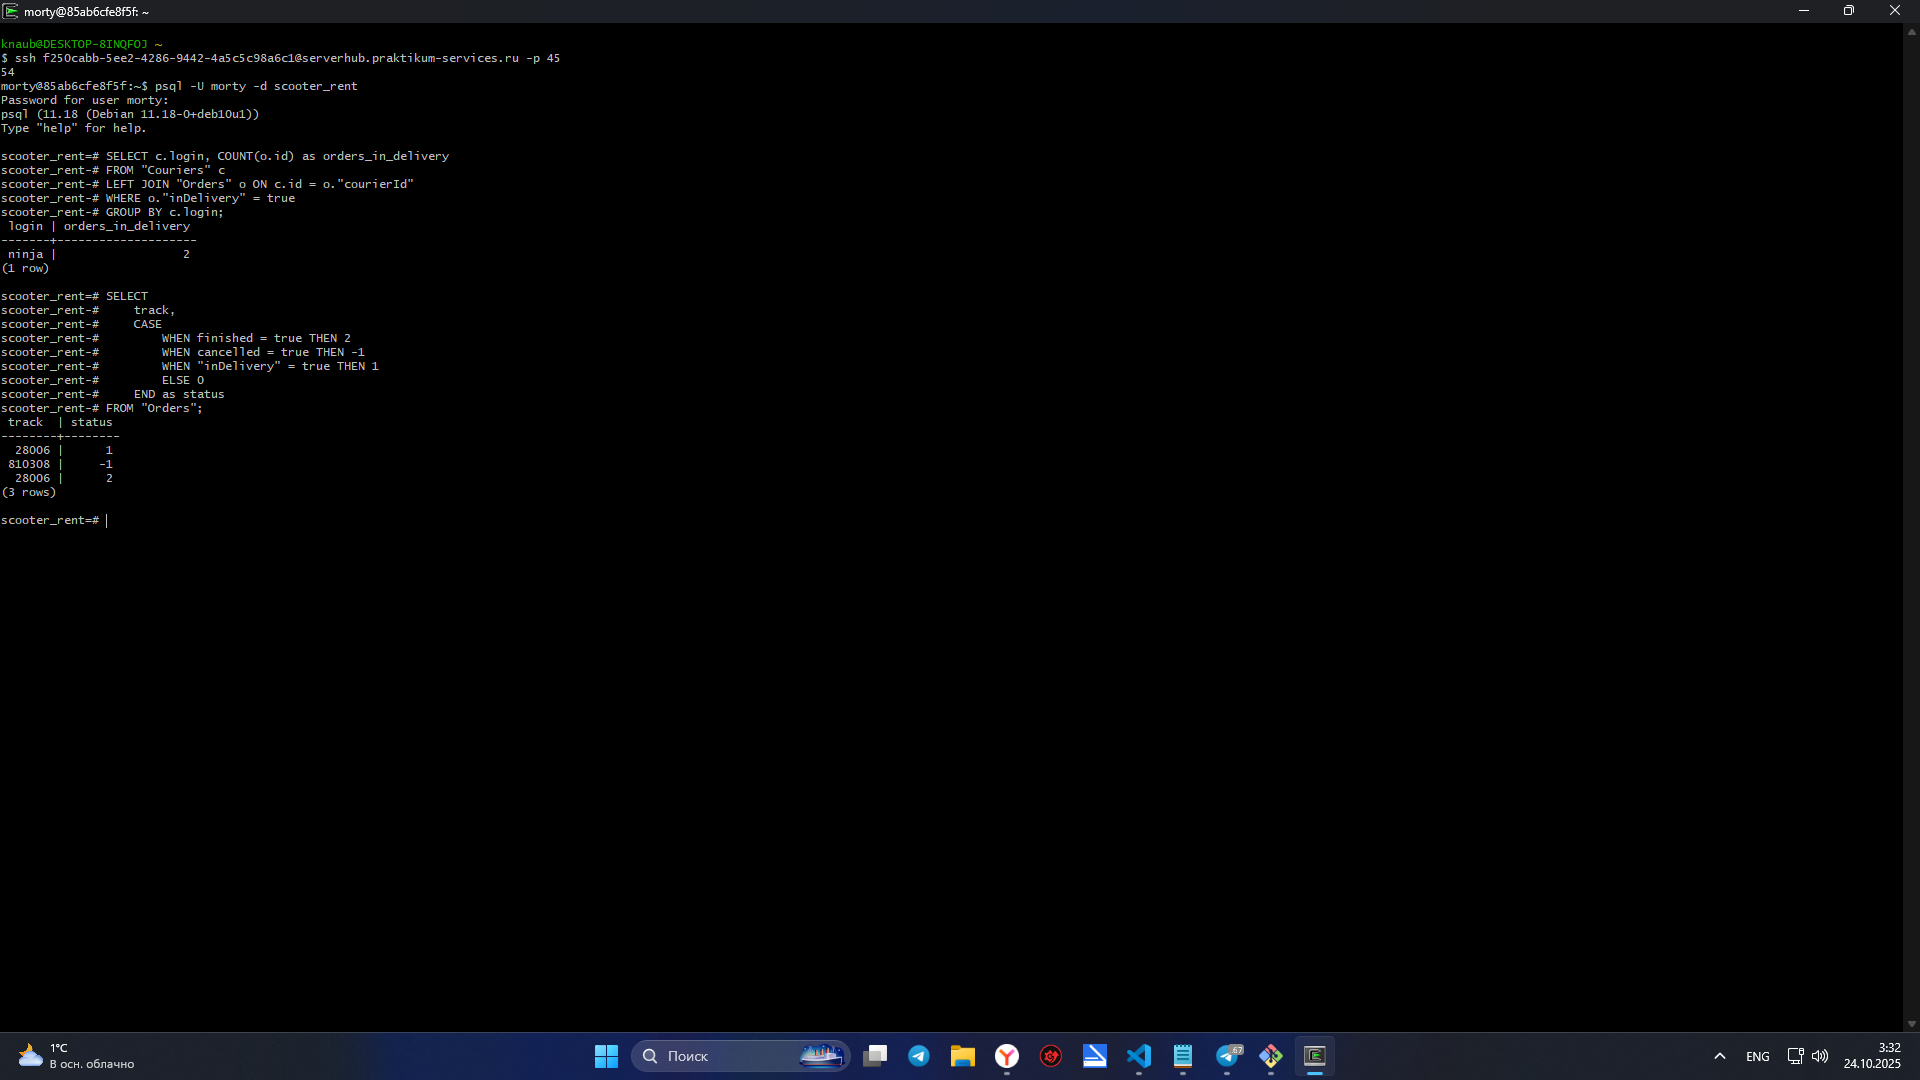 morty@85ab6cfe8f5f: ~
knaub@DESKTOP-8INQFOJ ~
$ ssh f250cabb-5ee2-4286-9442-4a5c5c98a6c1@serverhub.praktikum-services.ru -p 45
54
morty@85ab6cfe8f5f:~$ psql -U morty -d scooter_rent
Password for user morty:
psql (11.18 (Debian 11.18-0+deb10u1))
Type "help" for help.
scooter_rent=# SELECT c.login, COUNT(o.id) as orders_in_delivery
scooter_rent-# FROM "Couriers" c
scooter_rent-# LEFT JOIN "Orders" o ON c.id = o."courierId"
scooter_rent-# WHERE o."inDelivery" = true
scooter_rent-# GROUP BY c.login;
 login | orders_in_delivery
-------+--------------------
 ninja |                  2
(1 row)
scooter_rent=# SELECT
scooter_rent-#     track,
scooter_rent-#     CASE
scooter_rent-#         WHEN finished = true THEN 2
scooter_rent-#         WHEN cancelled = true THEN -1
scooter_rent-#         WHEN "inDelivery" = true THEN 1
scooter_rent-#         ELSE 0
scooter_rent-#     END as status
scooter_rent-# FROM "Orders";
 track  | status
--------+--------
  28006 |      1
 810308 |     -1
  28006 |      2
(3 rows)
scooter_rent=#
1°C
В осн. облачно
Поиск
67
ENG
3:32
24.10.2025